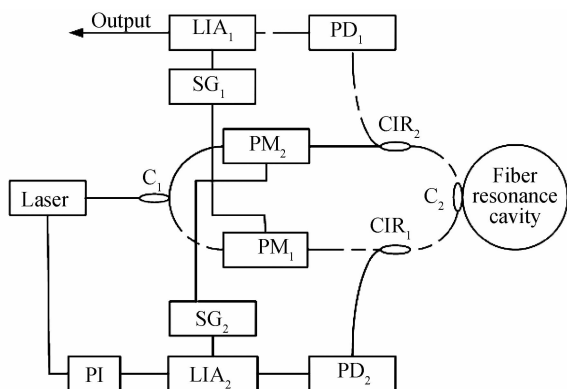 Output
LIA₁
PD₁
SG₁
CIR₂
PM₂
C₁
Laser
C₂
Fiber
resonance
cavity
CIR₁
PM₁
SG₂
PI
LIA₂
PD₂